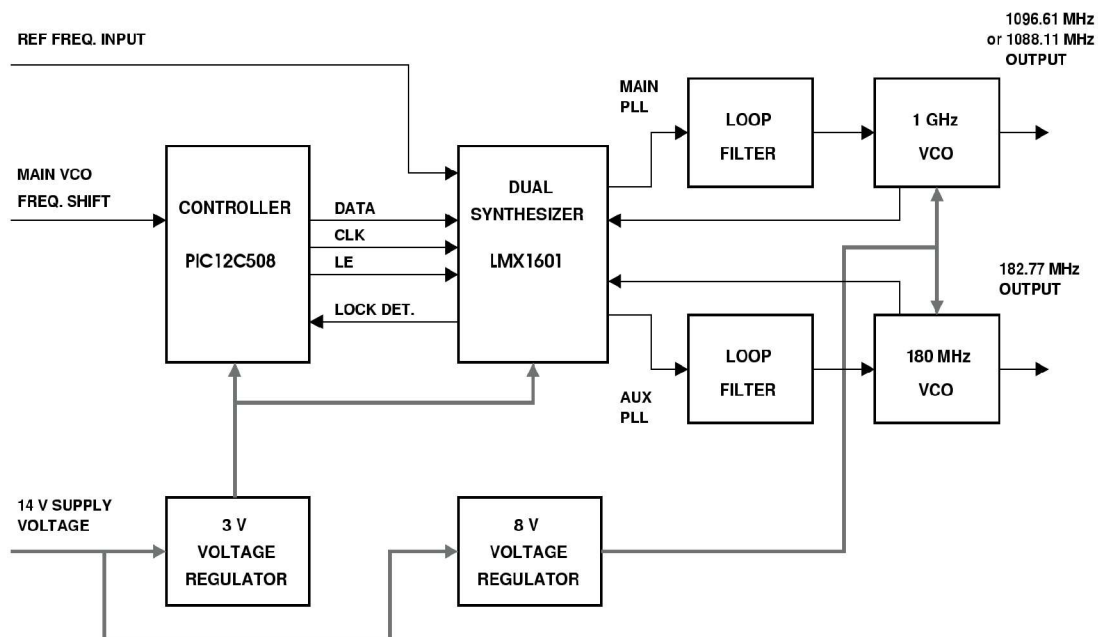 1096.61 MHz
or 1088.11 MHz
OUTPUT
REF FREQ. INPUT
MAIN
PLL
LOOP
FILTER
1 GHz
VCO
MAIN VCO
FREQ. SHIFT
CONTROLLER
PIC12C508
DATA
CLK
LE
LOCK DET.
DUAL
SYNTHESIZER
LMX1601
182.77 MHz
OUTPUT
LOOP
FILTER
180 MHz
VCO
AUX
PLL
14 V SUPPLY
VOLTAGE
3 V
VOLTAGE
REGULATOR
8 V
VOLTAGE
REGULATOR